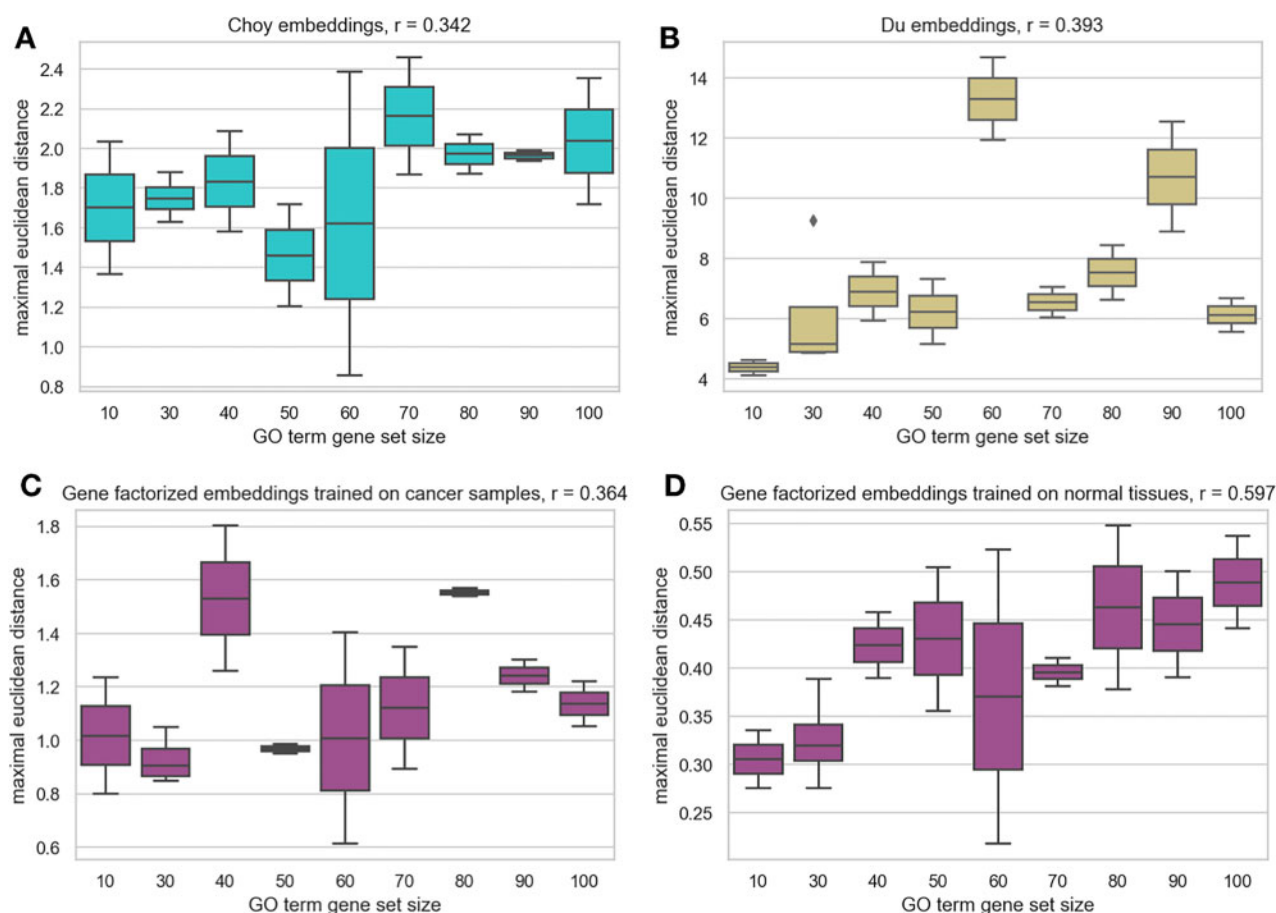 A
Choy embeddings, r = 0.342
maximal euclidean distance
2.4
2.2
2.0
1.8
1.6
1.4
1.2
1.0
0.8
10 30 40 50 60 70 80 90 100
GO term gene set size
B
Du embeddings, r = 0.393
maximal euclidean distance
14
12
10
8
6
4
10 30 40 50 60 70 80 90 100
GO term gene set size
C
Gene factorized embeddings trained on cancer samples, r = 0.364
maximal euclidean distance
1.8
1.6
1.4
1.2
1.0
0.8
0.6
10 30 40 50 60 70 80 90 100
GO term gene set size
D
Gene factorized embeddings trained on normal tissues, r = 0.597
maximal euclidean distance
0.55
0.50
0.45
0.40
0.35
0.30
0.25
10 30 40 50 60 70 80 90 100
GO term gene set size